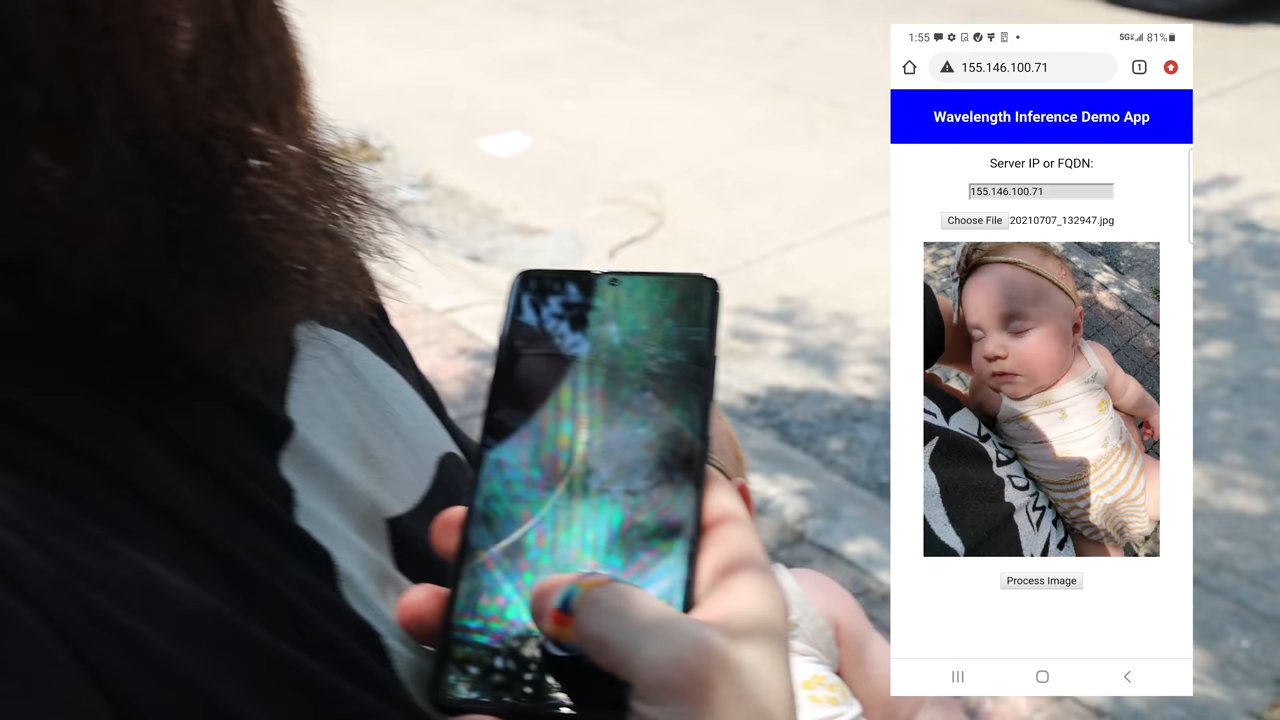 1:55
5G 81%
155.146.100.71
1
Wavelength Inference Demo App
Server IP or FQDN:
155.146.100.71
Choose File 20210707_132947.jpg
Process Image